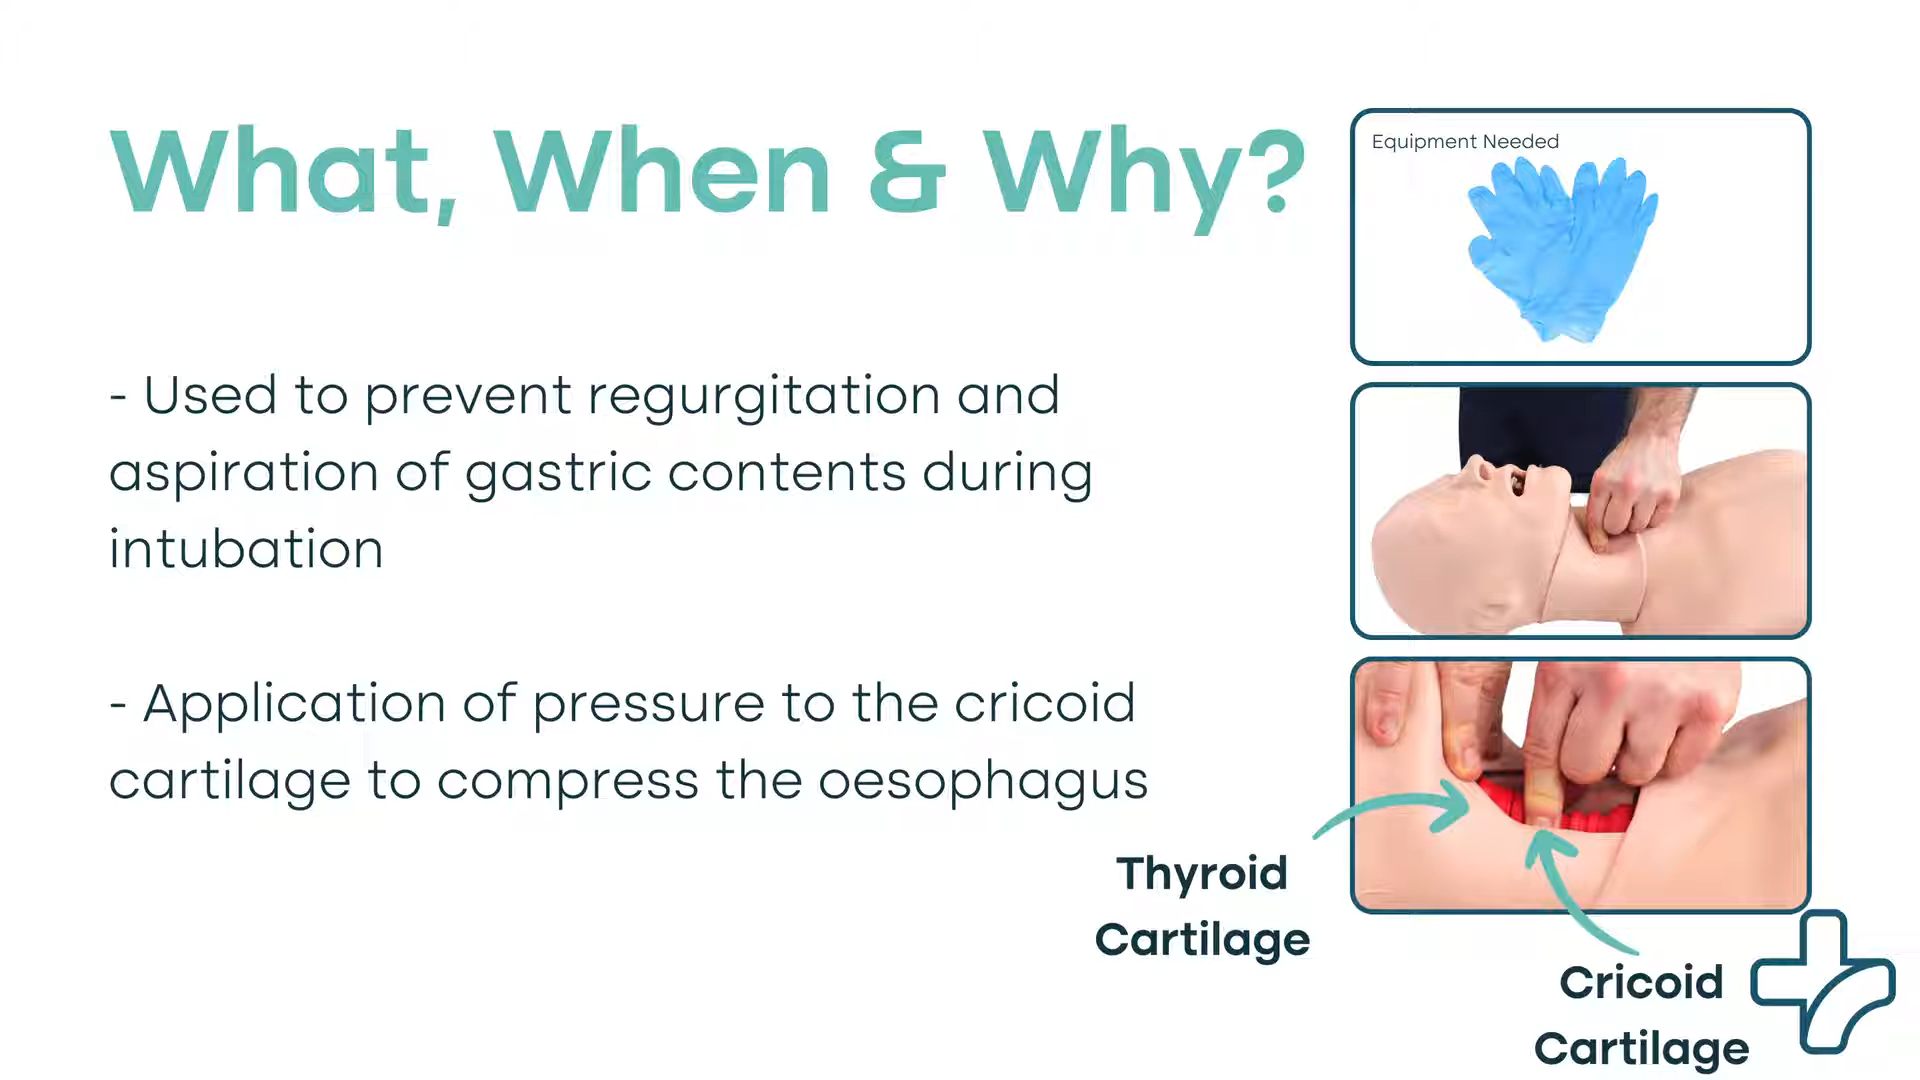 What, When & Why?
Equipment Needed
- Used to prevent regurgitation and
aspiration of gastric contents during
intubation
- Application of pressure to the cricoid
cartilage to compress the oesophagus
Thyroid
Cartilage
Cricoid
Cartilage